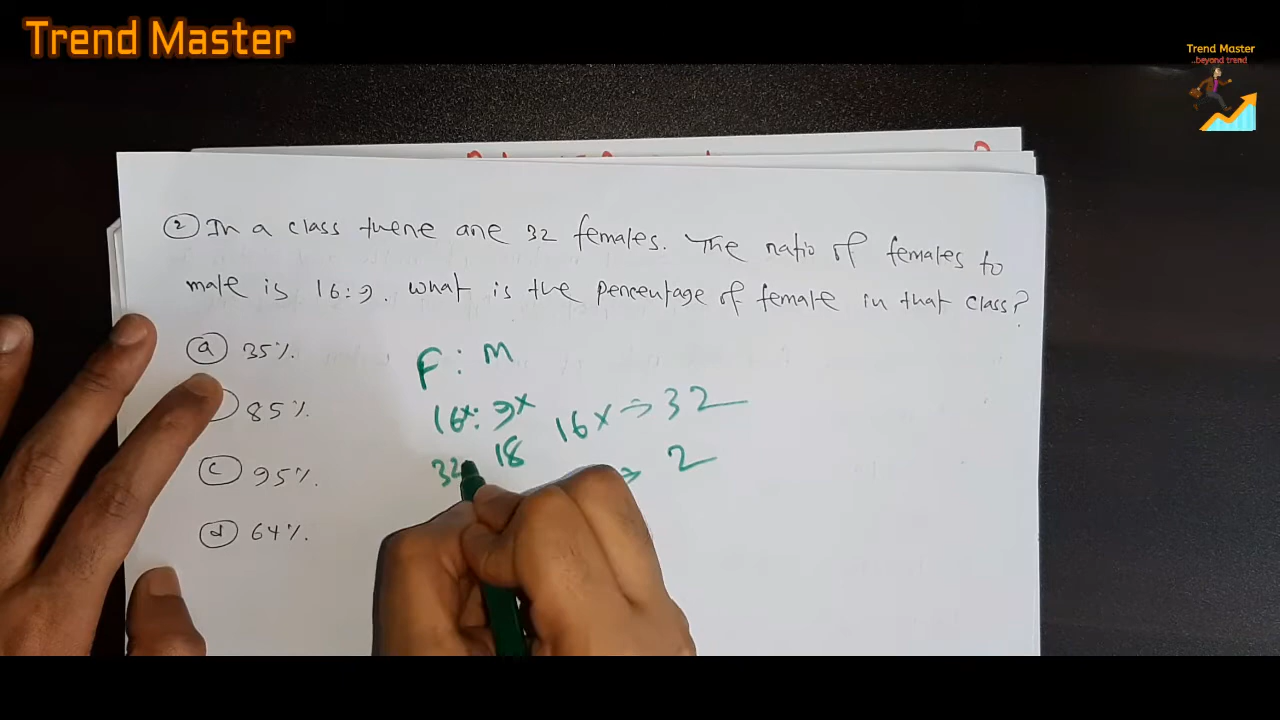 Trend Master
Trend Master
..beyond trend
② In a class there are 32 females. The ratio of females to
male is 16:9. what is the percentage of female in that class?
ⓐ 35%.
85%.
ⓒ 95%.
ⓓ 64%.
F : M
16x : 9x
16x => 32
32 18
=> 2